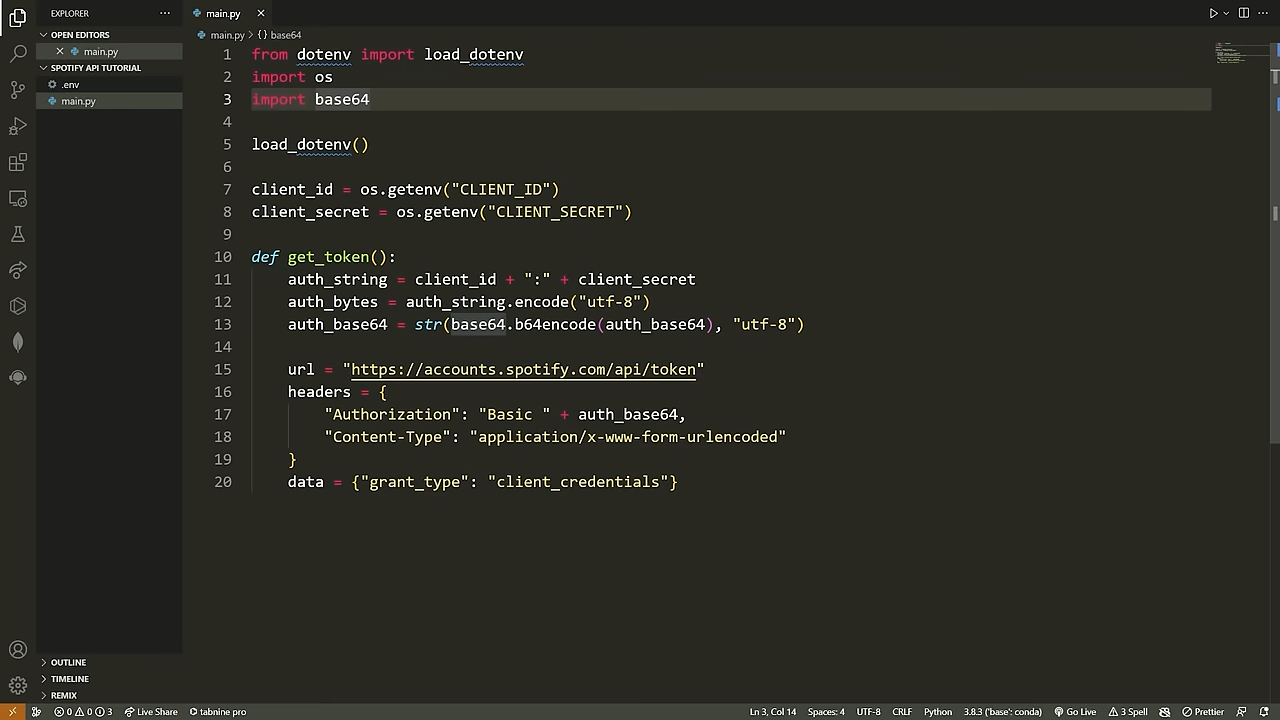 EXPLORER
OPEN EDITORS
main.py
SPOTIFY API TUTORIAL
.env
main.py
OUTLINE
TIMELINE
REMIX
main.py
main.py > {} base64
1 from dotenv import load_dotenv
2 import os
3 import base64
4
5 load_dotenv()
6
7 client_id = os.getenv("CLIENT_ID")
8 client_secret = os.getenv("CLIENT_SECRET")
9
10 def get_token():
11 auth_string = client_id + ":" + client_secret
12 auth_bytes = auth_string.encode("utf-8")
13 auth_base64 = str(base64.b64encode(auth_base64), "utf-8")
14
15 url = "https://accounts.spotify.com/api/token"
16 headers = {
17 "Authorization": "Basic " + auth_base64,
18 "Content-Type": "application/x-www-form-urlencoded"
19 }
20 data = {"grant_type": "client_credentials"}
0 0 3 Live Share tabnine pro Ln 3, Col 14 Spaces: 4 UTF-8 CRLF Python 3.8.3 ('base': conda) Go Live 3 Spell Prettier